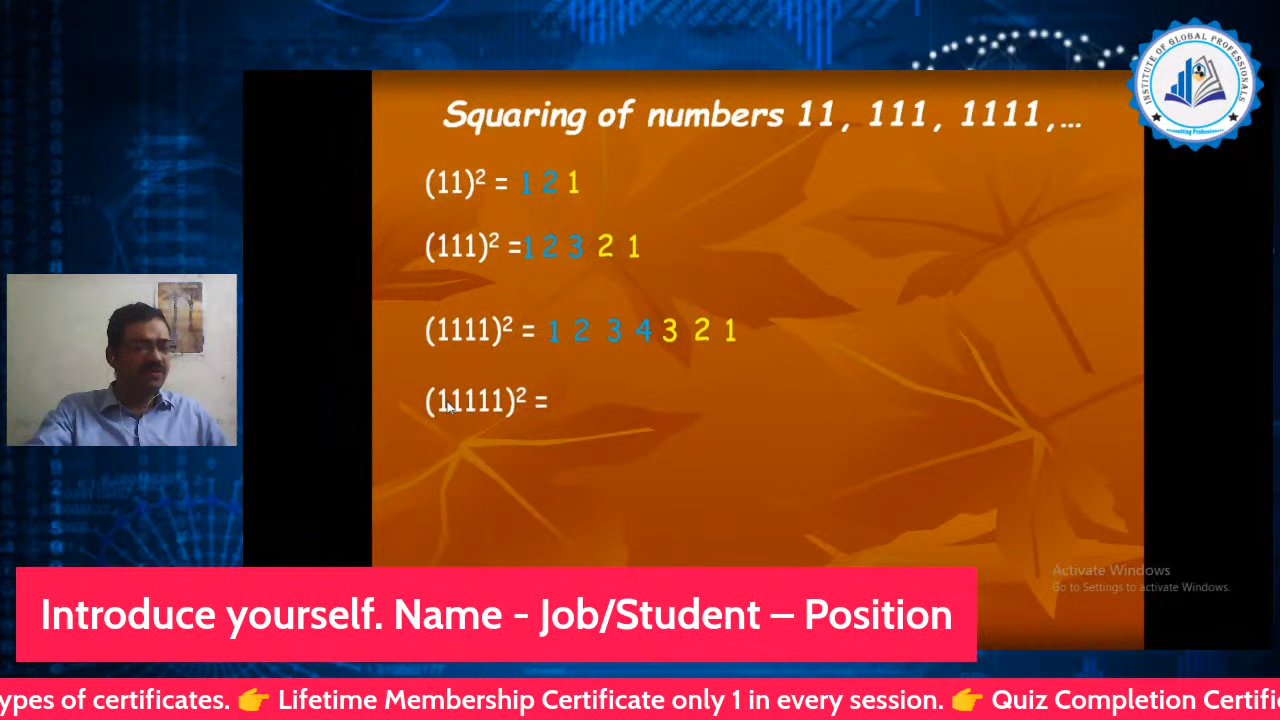 INSTITUTE OF GLOBAL PROFESSIONALS
Squaring of numbers 11, 111, 1111,...
(11)² = 1 2 1
(111)² =1 2 3 2 1
(1111)² = 1 2 3 4 3 2 1
(11111)² =
Activate Windows
Go to Settings to activate Windows.
Introduce yourself. Name - Job/Student – Position
ypes of certificates. 👉 Lifetime Membership Certificate only 1 in every session. 👉 Quiz Completion Certifi